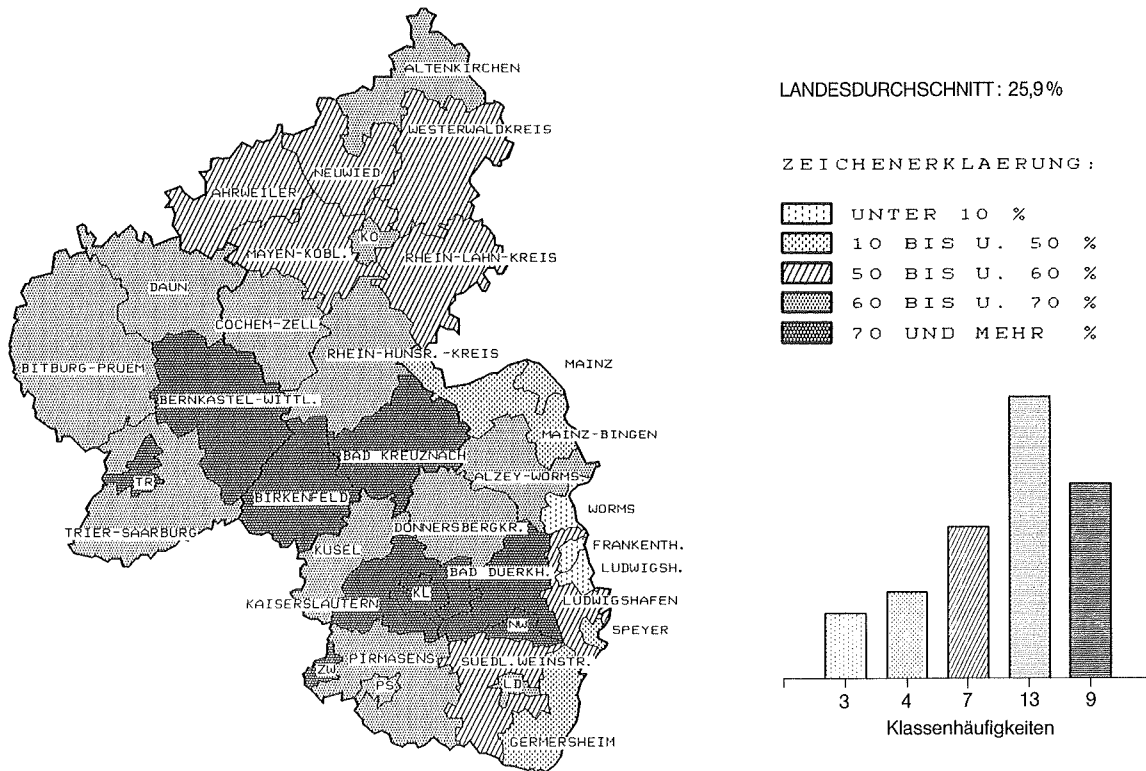 ALTENKIRCHEN
WESTERWALDKREIS
NEUWIED
AHRWEILER
KO
MAYEN-KOBL.
RHEIN-LAHN-KREIS
DAUN
COCHEM-ZELL
RHEIN-HUNSR.-KREIS
MAINZ
BITBURG-PRUEM
BERNKASTEL-WITTL.
MAINZ-BINGEN
BAD KREUZNACH
ALZEY-WORMS
TR
BIRKENFELD
WORMS
TRIER-SAARBURG
DONNERSBERGKR.
KUSEL
FRANKENTH.
LUDWIGSH.
BAD DUERKH.
KL
KAISERSLAUTERN
LUDWIGSHAFEN
NW
SPEYER
PIRMASENS
SUEDL.WEINSTR.
ZW
PS
LD
GERMERSHEIM
LANDESDURCHSCHNITT: 25,9%
ZEICHENERKLAERUNG:
UNTER 10 %
10 BIS U. 50 %
50 BIS U. 60 %
60 BIS U. 70 %
70 UND MEHR %
3 4 7 13 9
Klassenhäufigkeiten